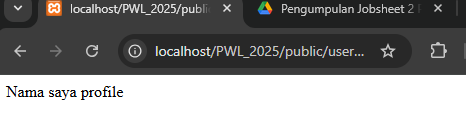 localhost/PWL_2025/publi
Pengumpulan Jobsheet 2
localhost/PWL_2025/public/user...
Nama saya profile